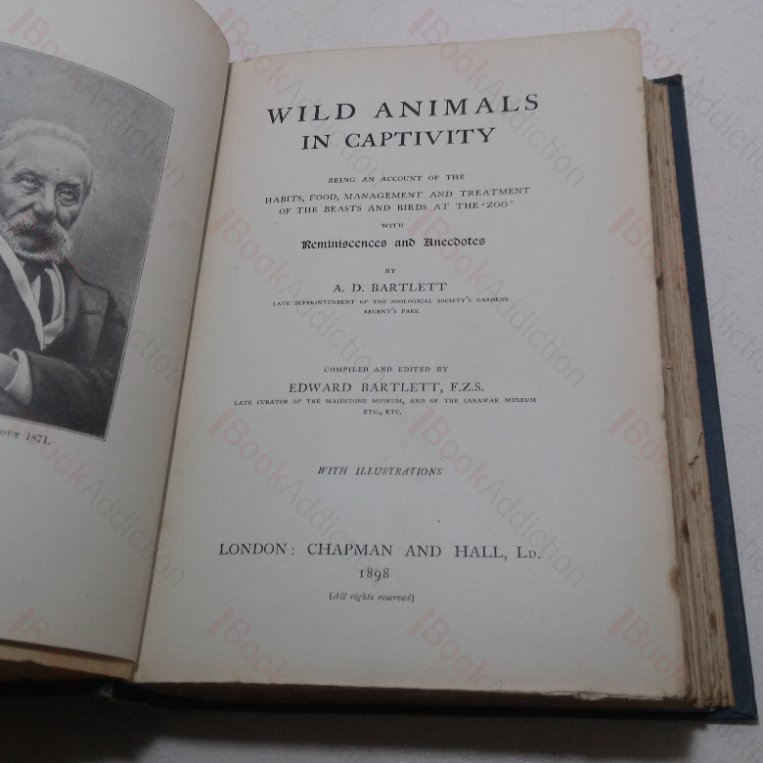 WILD ANIMALS
IN CAPTIVITY
BEING AN ACCOUNT OF THE
HABITS, FOOD, MANAGEMENT AND TREATMENT
OF THE BEASTS AND BIRDS AT THE 'ZOO'
WITH
Reminiscences and Anecdotes
BY
A. D. BARTLETT
LATE SUPERINTENDENT OF THE ZOOLOGICAL SOCIETY'S GARDENS
REGENT'S PARK
COMPILED AND EDITED BY
EDWARD BARTLETT, F.Z.S.
LATE CURATOR OF THE MAIDSTONE MUSEUM, AND OF THE SARAWAK MUSEUM
ETC., ETC.
OUT 1871.
WITH ILLUSTRATIONS
LONDON: CHAPMAN AND HALL, LD.
1898
[All rights reserved]
BookAddiction